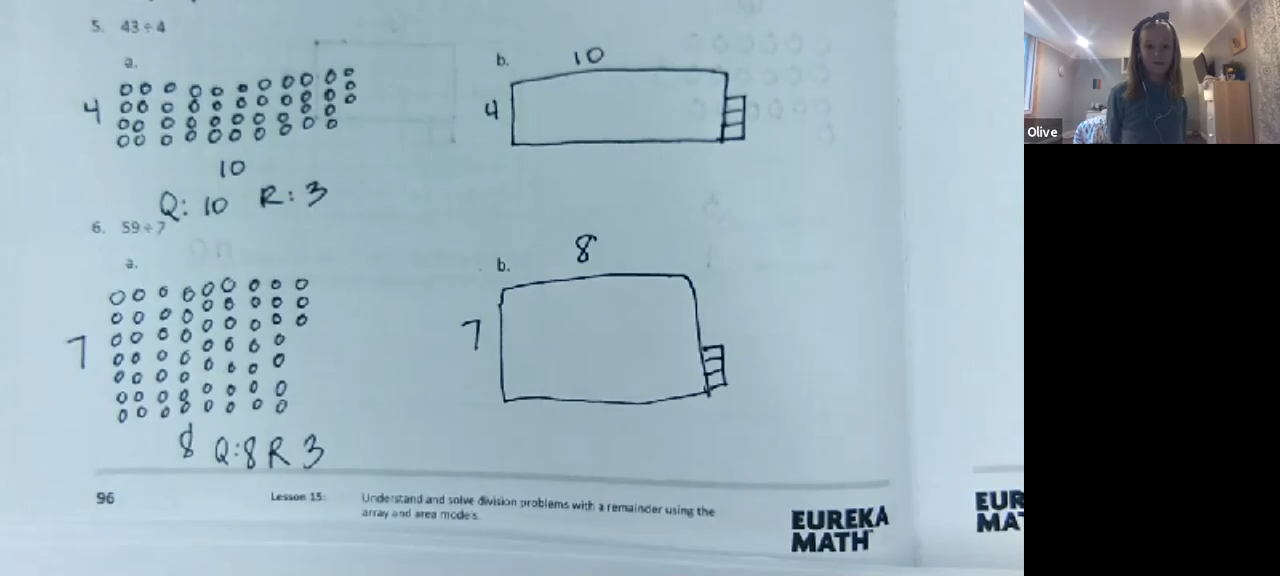 5. 43÷4
a.
4
10
Q: 10 R: 3
b.
10
4
6. 59÷7
a.
7
8 Q:8 R 3
b.
8
7
96 Lesson 15: Understand and solve division problems with a remainder using the
array and area models.
EUREKA
MATH
EUR
MA
Olive